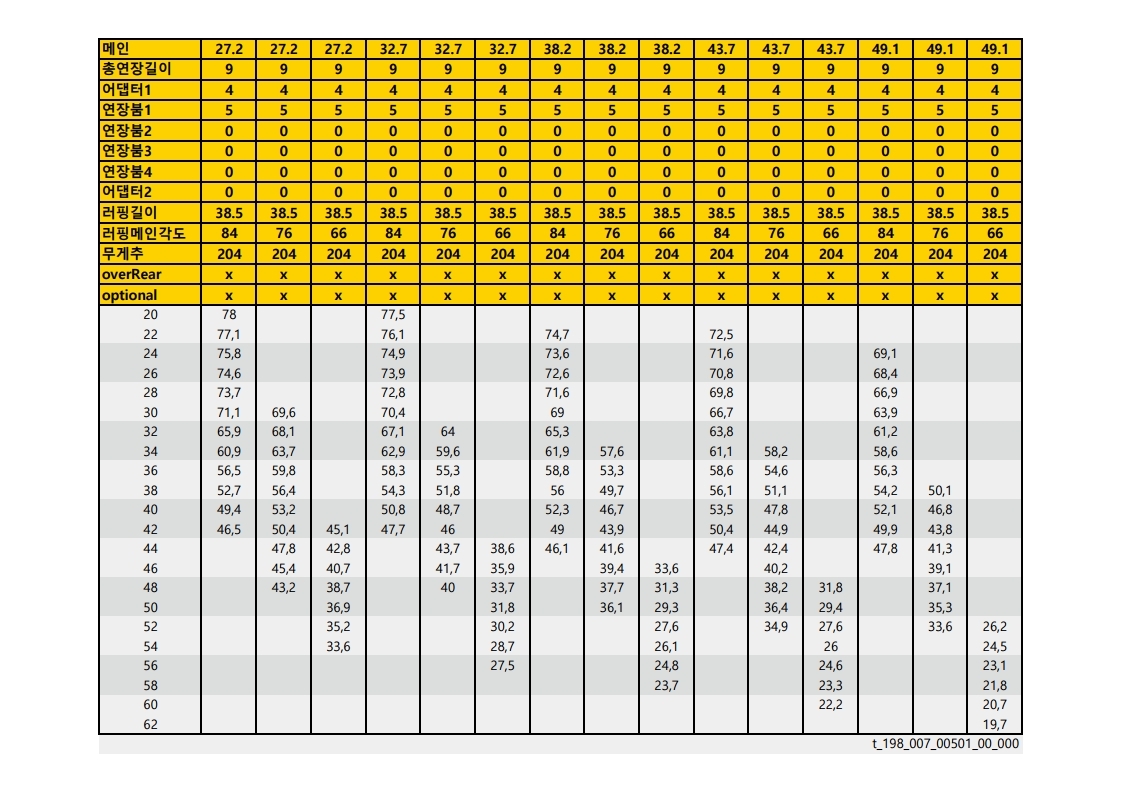 메인 27.2 27.2 27.2 32.7 32.7 32.7 38.2 38.2 38.2 43.7 43.7 43.7 49.1 49.1 49.1
총연장길이 9 9 9 9 9 9 9 9 9 9 9 9 9 9 9
어댑터1 4 4 4 4 4 4 4 4 4 4 4 4 4 4 4
연장붐1 5 5 5 5 5 5 5 5 5 5 5 5 5 5 5
연장붐2 0 0 0 0 0 0 0 0 0 0 0 0 0 0 0
연장붐3 0 0 0 0 0 0 0 0 0 0 0 0 0 0 0
연장붐4 0 0 0 0 0 0 0 0 0 0 0 0 0 0 0
어댑터2 0 0 0 0 0 0 0 0 0 0 0 0 0 0 0
러핑길이 38.5 38.5 38.5 38.5 38.5 38.5 38.5 38.5 38.5 38.5 38.5 38.5 38.5 38.5 38.5
러핑메인각도 84 76 66 84 76 66 84 76 66 84 76 66 84 76 66
무게추 204 204 204 204 204 204 204 204 204 204 204 204 204 204 204
overRear x x x x x x x x x x x x x x x
optional x x x x x x x x x x x x x x x
20 78 77,5
22 77,1 76,1 74,7 72,5
24 75,8 74,9 73,6 71,6 69,1
26 74,6 73,9 72,6 70,8 68,4
28 73,7 72,8 71,6 69,8 66,9
30 71,1 69,6 70,4 69 66,7 63,9
32 65,9 68,1 67,1 64 65,3 63,8 61,2
34 60,9 63,7 62,9 59,6 61,9 57,6 61,1 58,2 58,6
36 56,5 59,8 58,3 55,3 58,8 53,3 58,6 54,6 56,3
38 52,7 56,4 54,3 51,8 56 49,7 56,1 51,1 54,2 50,1
40 49,4 53,2 50,8 48,7 52,3 46,7 53,5 47,8 52,1 46,8
42 46,5 50,4 45,1 47,7 46 49 43,9 50,4 44,9 49,9 43,8
44 47,8 42,8 43,7 38,6 46,1 41,6 47,4 42,4 47,8 41,3
46 45,4 40,7 41,7 35,9 39,4 33,6 40,2 39,1
48 43,2 38,7 40 33,7 37,7 31,3 38,2 31,8 37,1
50 36,9 31,8 36,1 29,3 36,4 29,4 35,3
52 35,2 30,2 27,6 34,9 27,6 33,6 26,2
54 33,6 28,7 26,1 26 24,5
56 27,5 24,8 24,6 23,1
58 23,7 23,3 21,8
60 22,2 20,7
62 19,7
t_198_007_00501_00_000